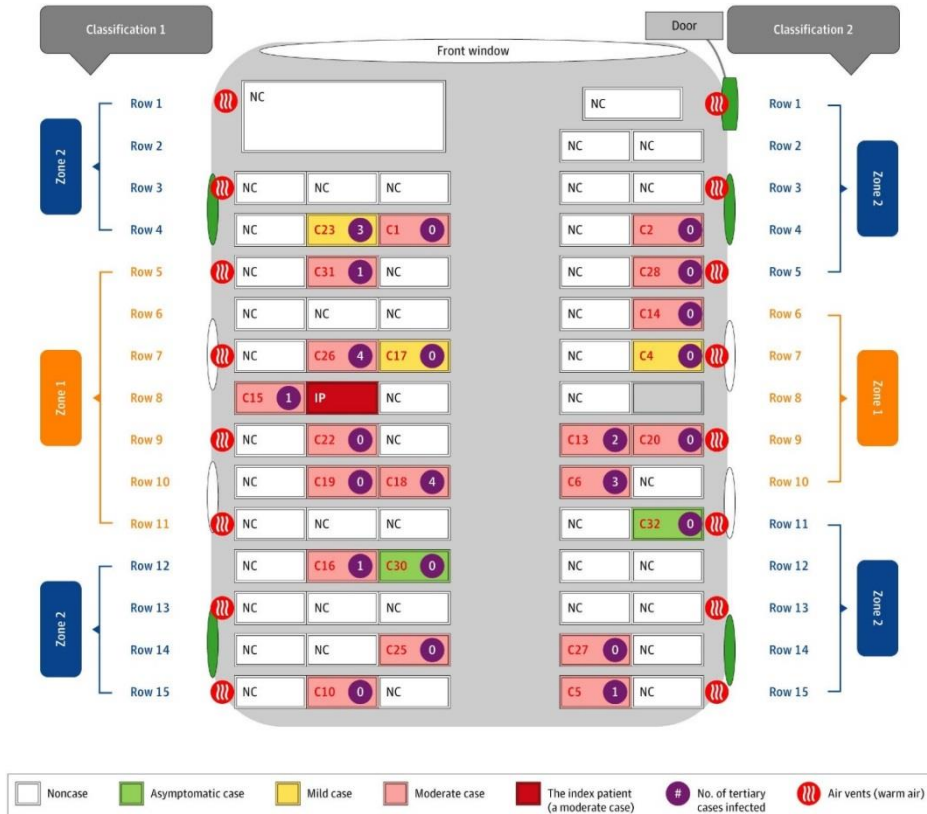 Classification 1
Door
Classification 2
Front window
Row 1 NC NC Row 1
Row 2 NC NC Row 2
Row 3 NC NC NC NC NC Row 3
Row 4 NC C23 3 C1 0 NC C2 0 Row 4
Row 5 NC C31 1 NC NC C28 0 Row 5
Row 6 NC NC NC NC C14 0 Row 6
Row 7 NC C26 4 C17 0 NC C4 0 Row 7
Row 8 C15 1 IP NC NC Row 8
Row 9 NC C22 0 NC C13 2 C20 0 Row 9
Row 10 NC C19 0 C18 4 C6 3 NC Row 10
Row 11 NC NC NC NC C32 0 Row 11
Row 12 NC C16 1 C30 0 NC NC Row 12
Row 13 NC NC NC NC NC Row 13
Row 14 NC NC C25 0 C27 0 NC Row 14
Row 15 NC C10 0 NC C5 1 NC Row 15
Zone 2
Zone 1
Zone 2
Zone 2
Zone 1
Zone 2
Noncase
Asymptomatic case
Mild case
Moderate case
The index patient
(a moderate case)
# No. of tertiary
cases infected
Air vents (warm air)